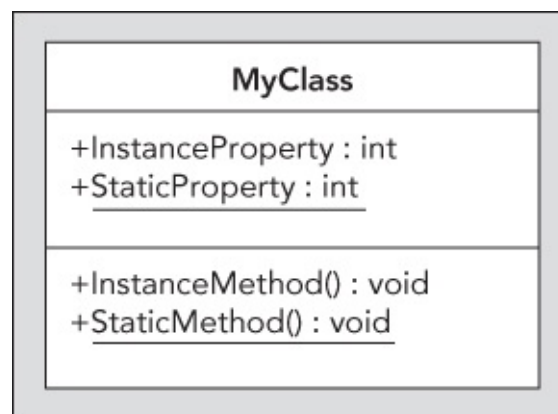 MyClass
+InstanceProperty : int
+StaticProperty : int
+InstanceMethod() : void
+StaticMethod() : void